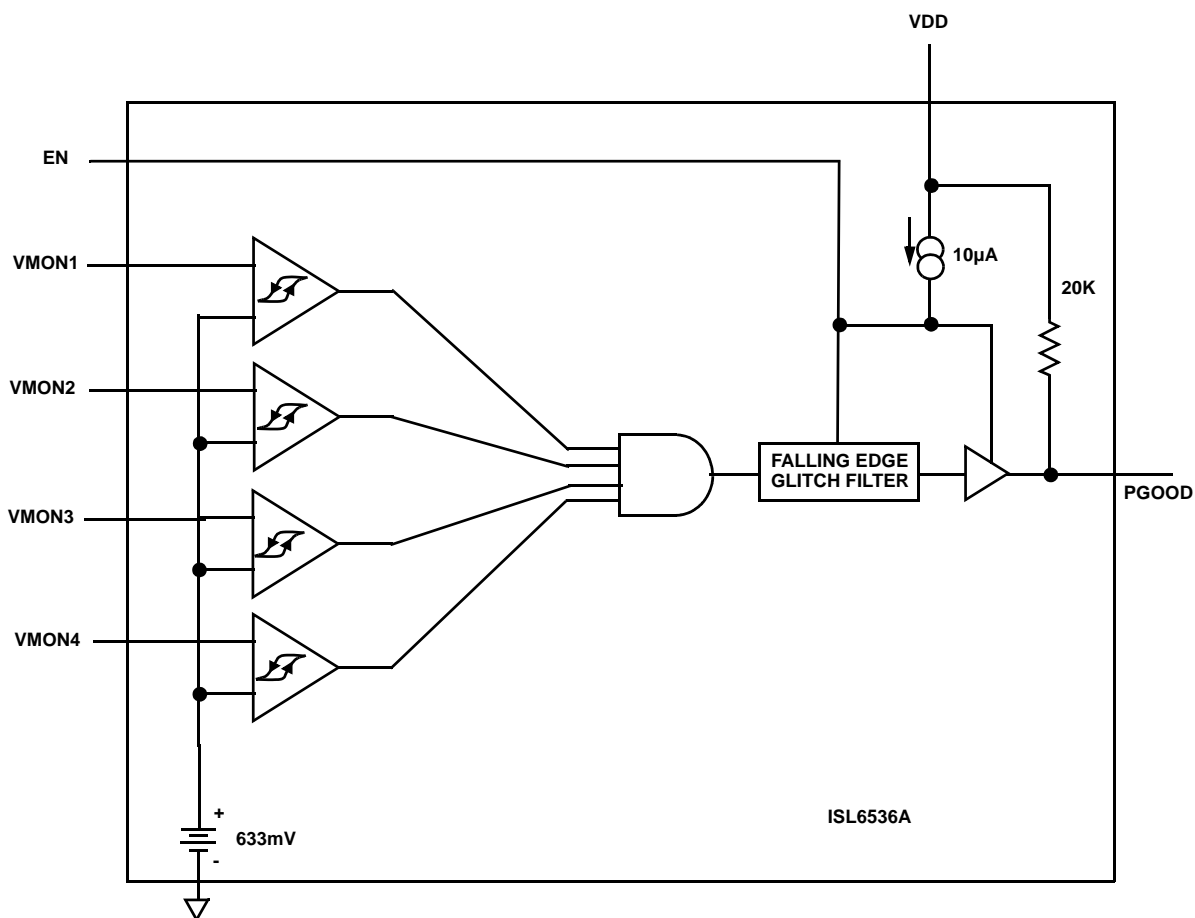 VDD
EN
VMON1
10µA
20K
VMON2
FALLING EDGE
GLITCH FILTER
PGOOD
VMON3
VMON4
+
633mV
-
ISL6536A